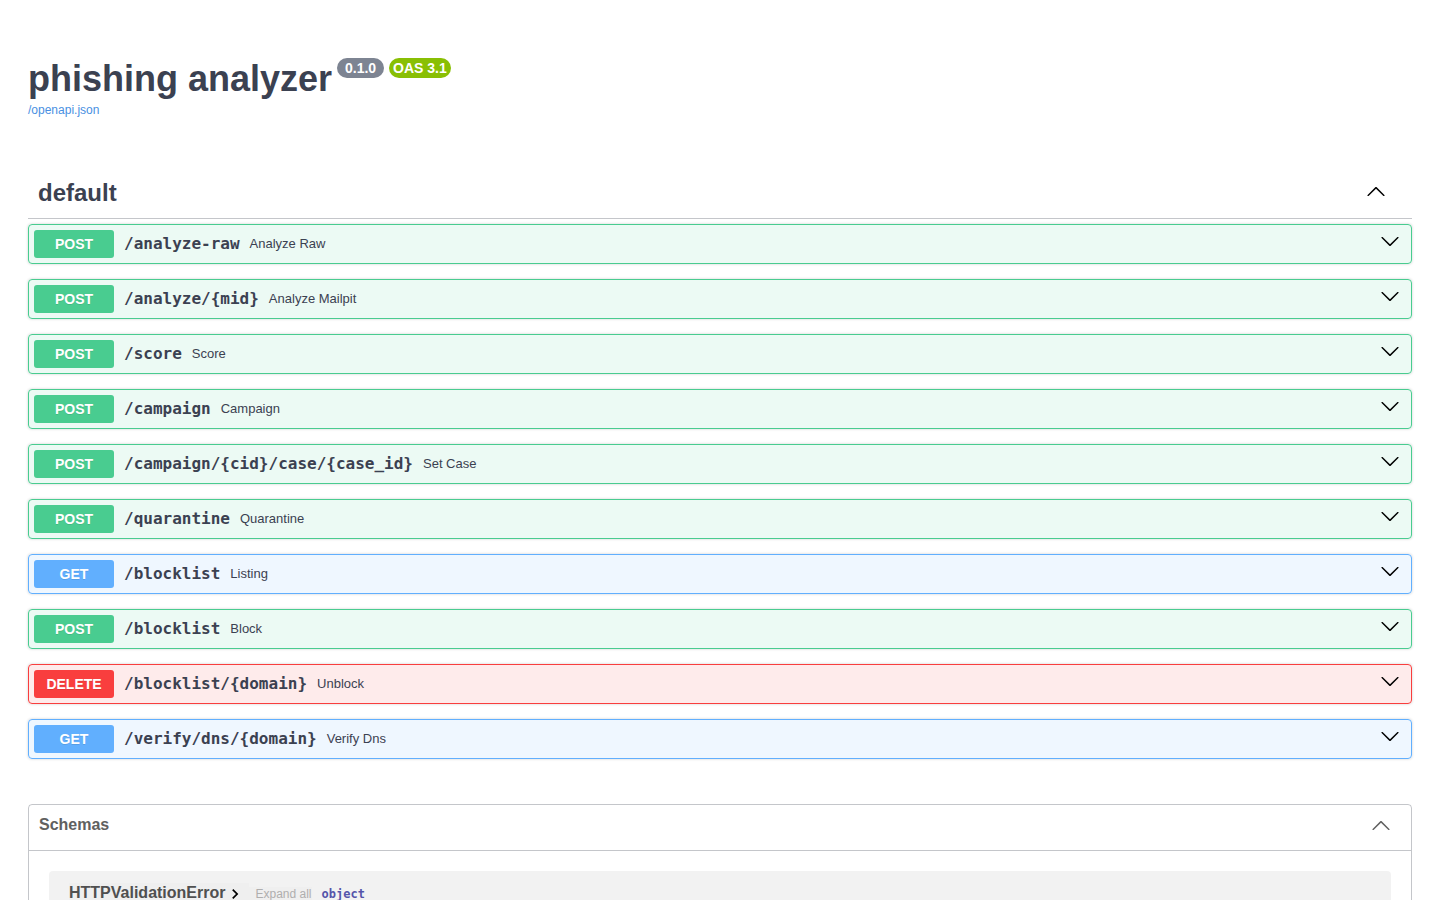 phishing analyzer 0.1.0 OAS 3.1
/openapi.json
default
POST /analyze-raw Analyze Raw
POST /analyze/{mid} Analyze Mailpit
POST /score Score
POST /campaign Campaign
POST /campaign/{cid}/case/{case_id} Set Case
POST /quarantine Quarantine
GET /blocklist Listing
POST /blocklist Block
DELETE /blocklist/{domain} Unblock
GET /verify/dns/{domain} Verify Dns
Schemas
HTTPValidationError Expand all object